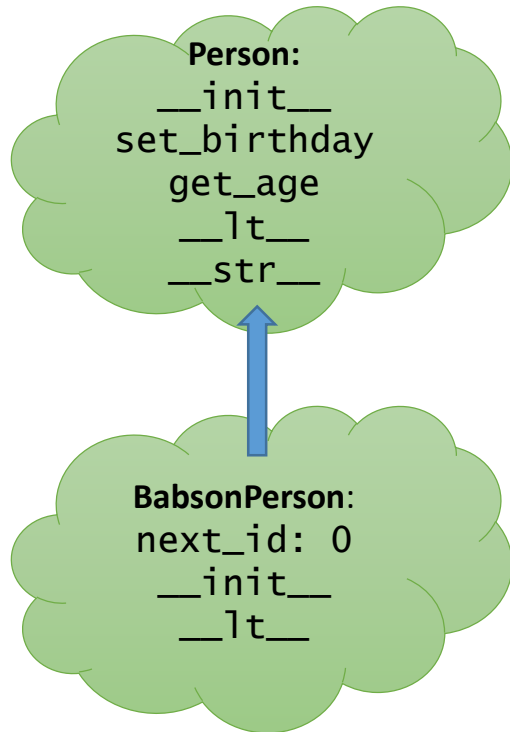 Person:
__init__
set_birthday
get_age
__lt__
__str__
BabsonPerson:
next_id: 0
__init__
__lt__